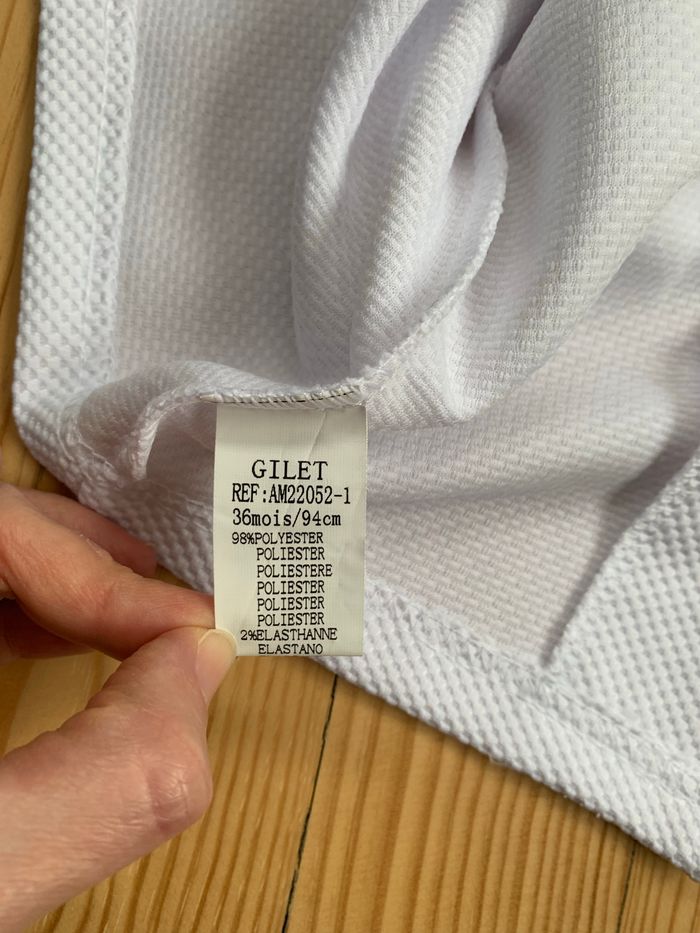 GILET
REF:AM22052-1
36mois/94cm
98%POLYESTER
POLIESTER
POLIESTERE
POLIESTER
POLIESTER
POLIESTER
2%ELASTHANNE
ELASTANO